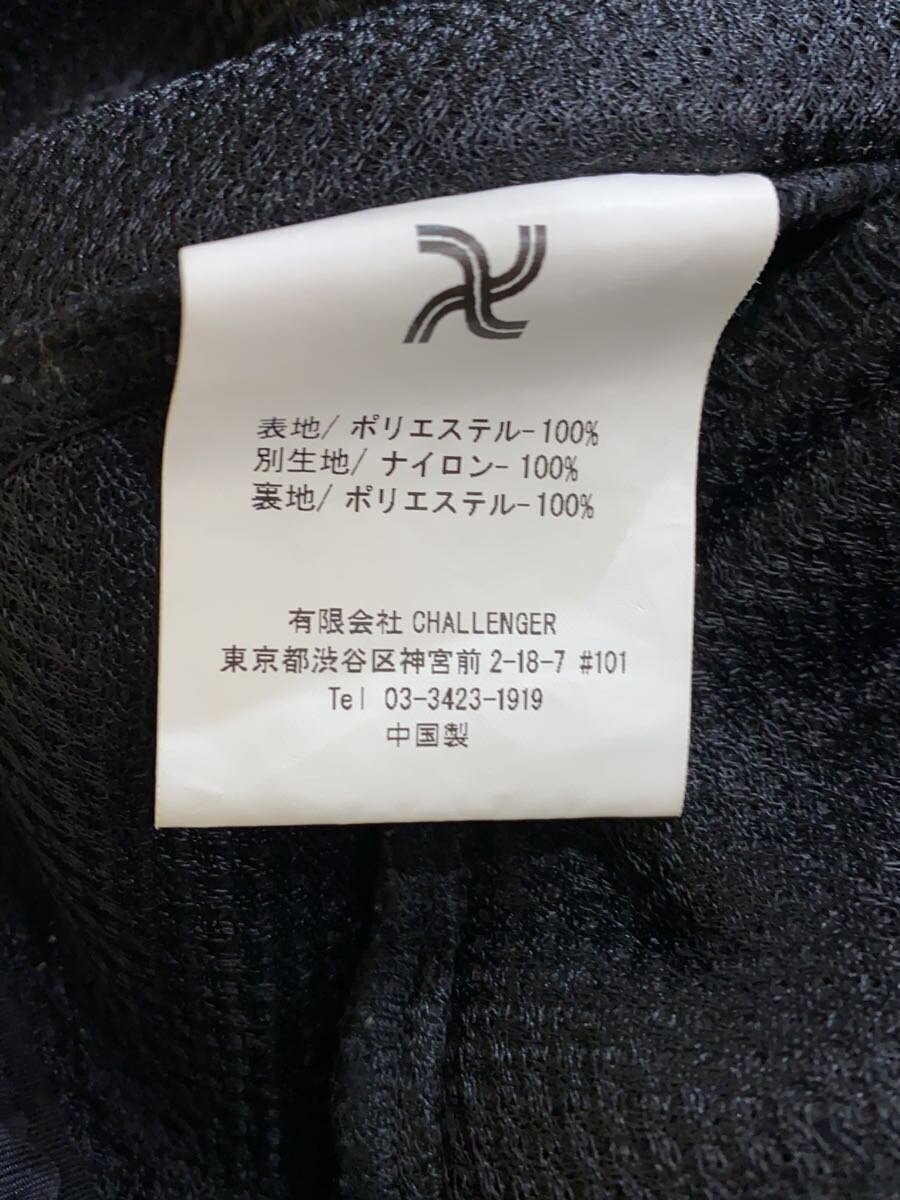 表地/ ポリエステル-100%
別生地/ ナイロン-100%
裏地/ ポリエステル-100%
有限会社 CHALLENGER
東京都渋谷区神宮前 2-18-7 #101
Tel 03-3423-1919
中国製